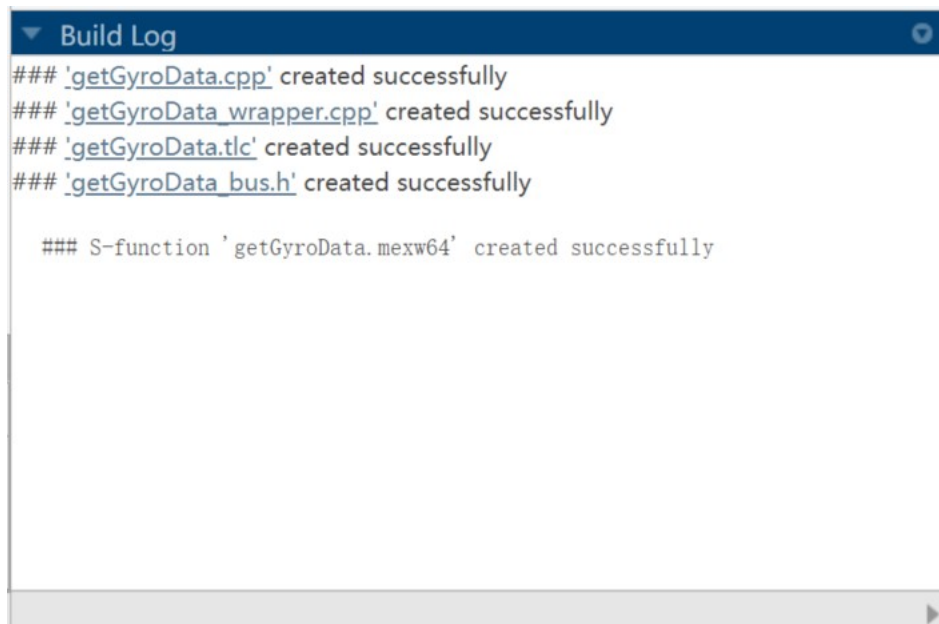 Build Log
### 'getGyroData.cpp' created successfully
### 'getGyroData_wrapper.cpp' created successfully
### 'getGyroData.tlc' created successfully
### 'getGyroData_bus.h' created successfully
### S-function 'getGyroData.mexw64' created successfully